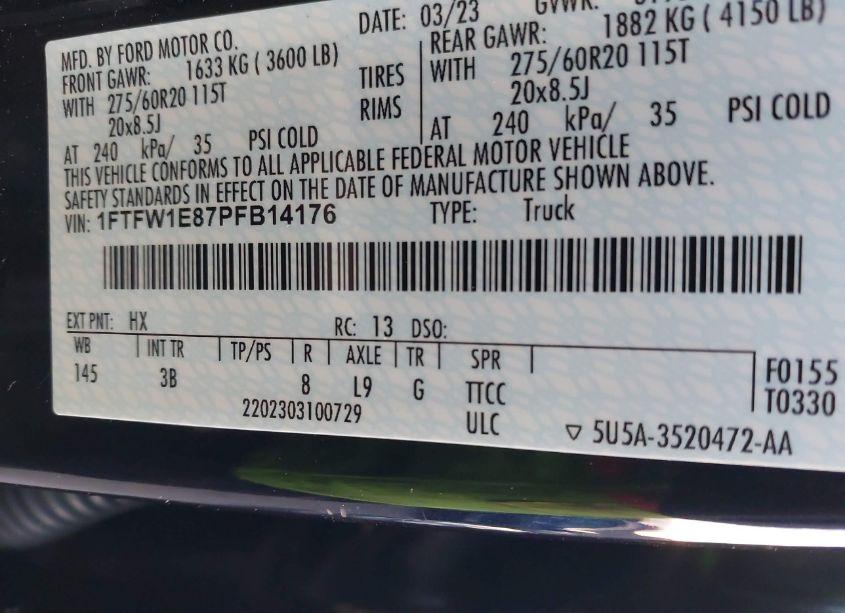 MFD. BY FORD MOTOR CO.
DATE: 03/23 GVWR:
FRONT GAWR: 1633 KG ( 3600 LB)
REAR GAWR: 1882 KG ( 4150 LB)
WITH 275/60R20 115T TIRES WITH 275/60R20 115T
20x8.5J RIMS 20x8.5J
AT 240 kPa/ 35 PSI COLD AT 240 kPa/ 35 PSI COLD
THIS VEHICLE CONFORMS TO ALL APPLICABLE FEDERAL MOTOR VEHICLE
SAFETY STANDARDS IN EFFECT ON THE DATE OF MANUFACTURE SHOWN ABOVE.
VIN: 1FTFW1E87PFB14176 TYPE: Truck
EXT PNT: HX RC: 13 DSO:
WB INT TR TP/PS R AXLE TR SPR
145 3B 8 L9 G TTCC
ULC
F0155
T0330
2202303100729
▽ 5U5A-3520472-AA